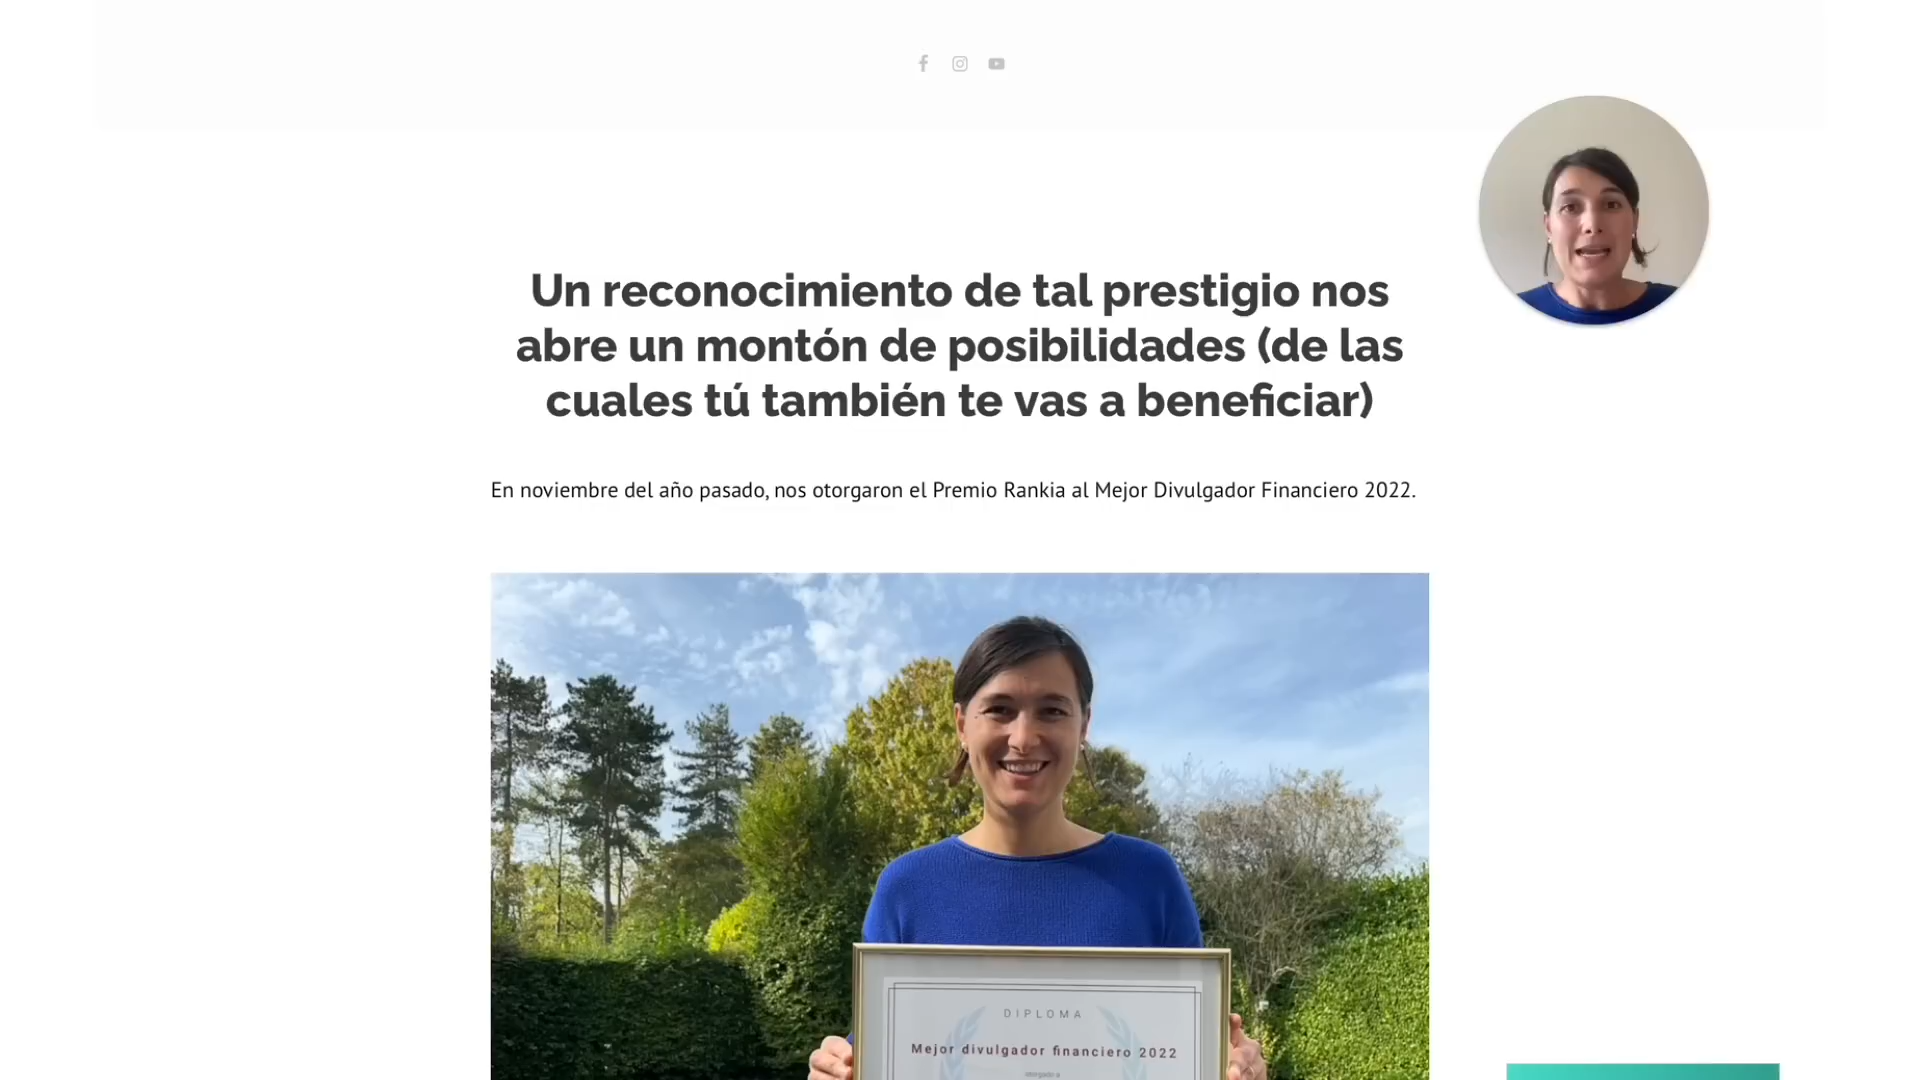 Un reconocimiento de tal prestigio nos
abre un montón de posibilidades (de las
cuales tú también te vas a beneficiar)
En noviembre del año pasado, nos otorgaron el Premio Rankia al Mejor Divulgador Financiero 2022.
DIPLOMA
Mejor divulgador financiero 2022
otorgado a